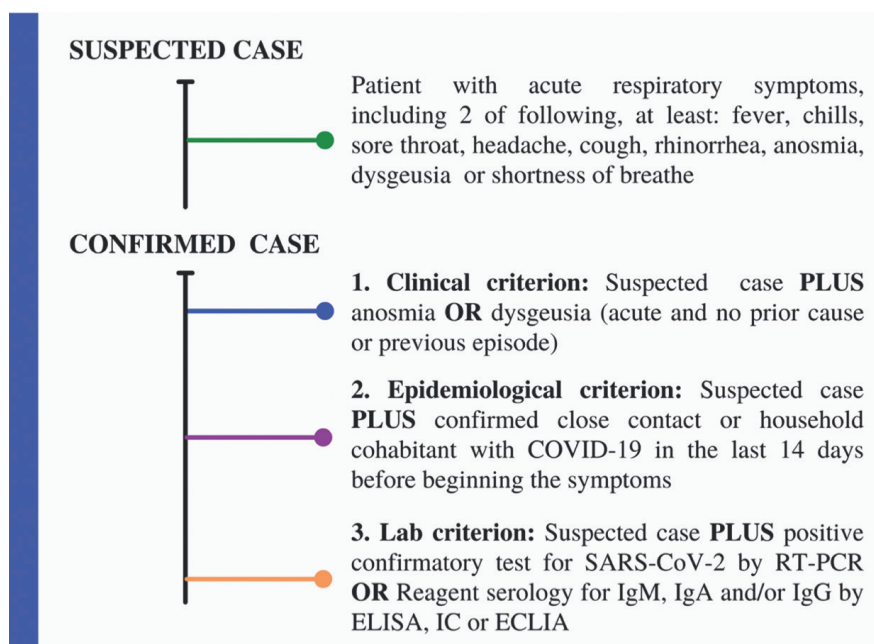 SUSPECTED CASE
Patient with acute respiratory symptoms,
including 2 of following, at least: fever, chills,
sore throat, headache, cough, rhinorrhea, anosmia,
dysgeusia or shortness of breathe
CONFIRMED CASE
1. Clinical criterion: Suspected case PLUS
anosmia OR dysgeusia (acute and no prior cause
or previous episode)
2. Epidemiological criterion: Suspected case
PLUS confirmed close contact or household
cohabitant with COVID-19 in the last 14 days
before beginning the symptoms
3. Lab criterion: Suspected case PLUS positive
confirmatory test for SARS-CoV-2 by RT-PCR
OR Reagent serology for IgM, IgA and/or IgG by
ELISA, IC or ECLIA